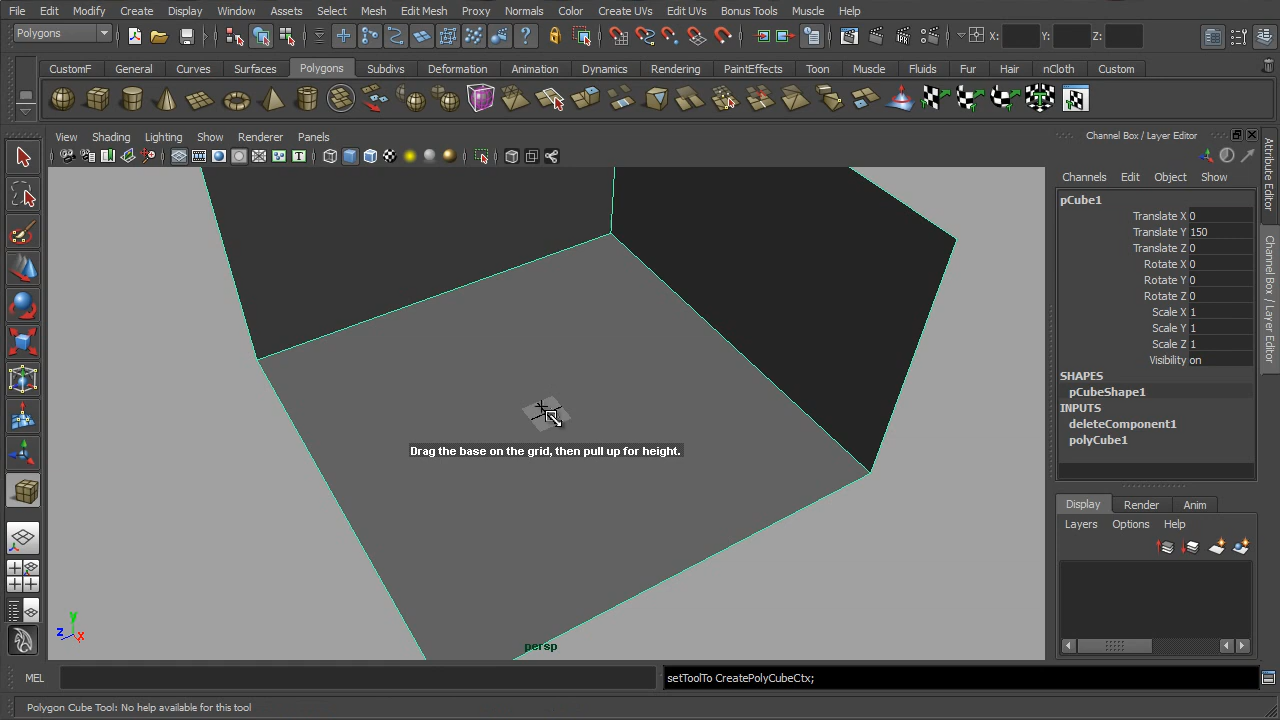 File Edit Modify Create Display Window Assets Select Mesh Edit Mesh Proxy Normals Color Create UVs Edit UVs Bonus Tools Muscle Help
Polygons X: Y: Z:
CustomF General Curves Surfaces Polygons Subdivs Deformation Animation Dynamics Rendering PaintEffects Toon Muscle Fluids Fur Hair nCloth Custom
View Shading Lighting Show Renderer Panels
Channel Box / Layer Editor
Channels Edit Object Show
pCube1
Translate X 0
Translate Y 150
Translate Z 0
Rotate X 0
Rotate Y 0
Rotate Z 0
Scale X 1
Scale Y 1
Scale Z 1
Visibility on
SHAPES
pCubeShape1
INPUTS
deleteComponent1
polyCube1
Attribute Editor
Channel Box / Layer Editor
Drag the base on the grid, then pull up for height.
Display Render Anim
Layers Options Help
y
z x
persp
MEL
setToolTo CreatePolyCubeCtx;
Polygon Cube Tool: No help available for this tool